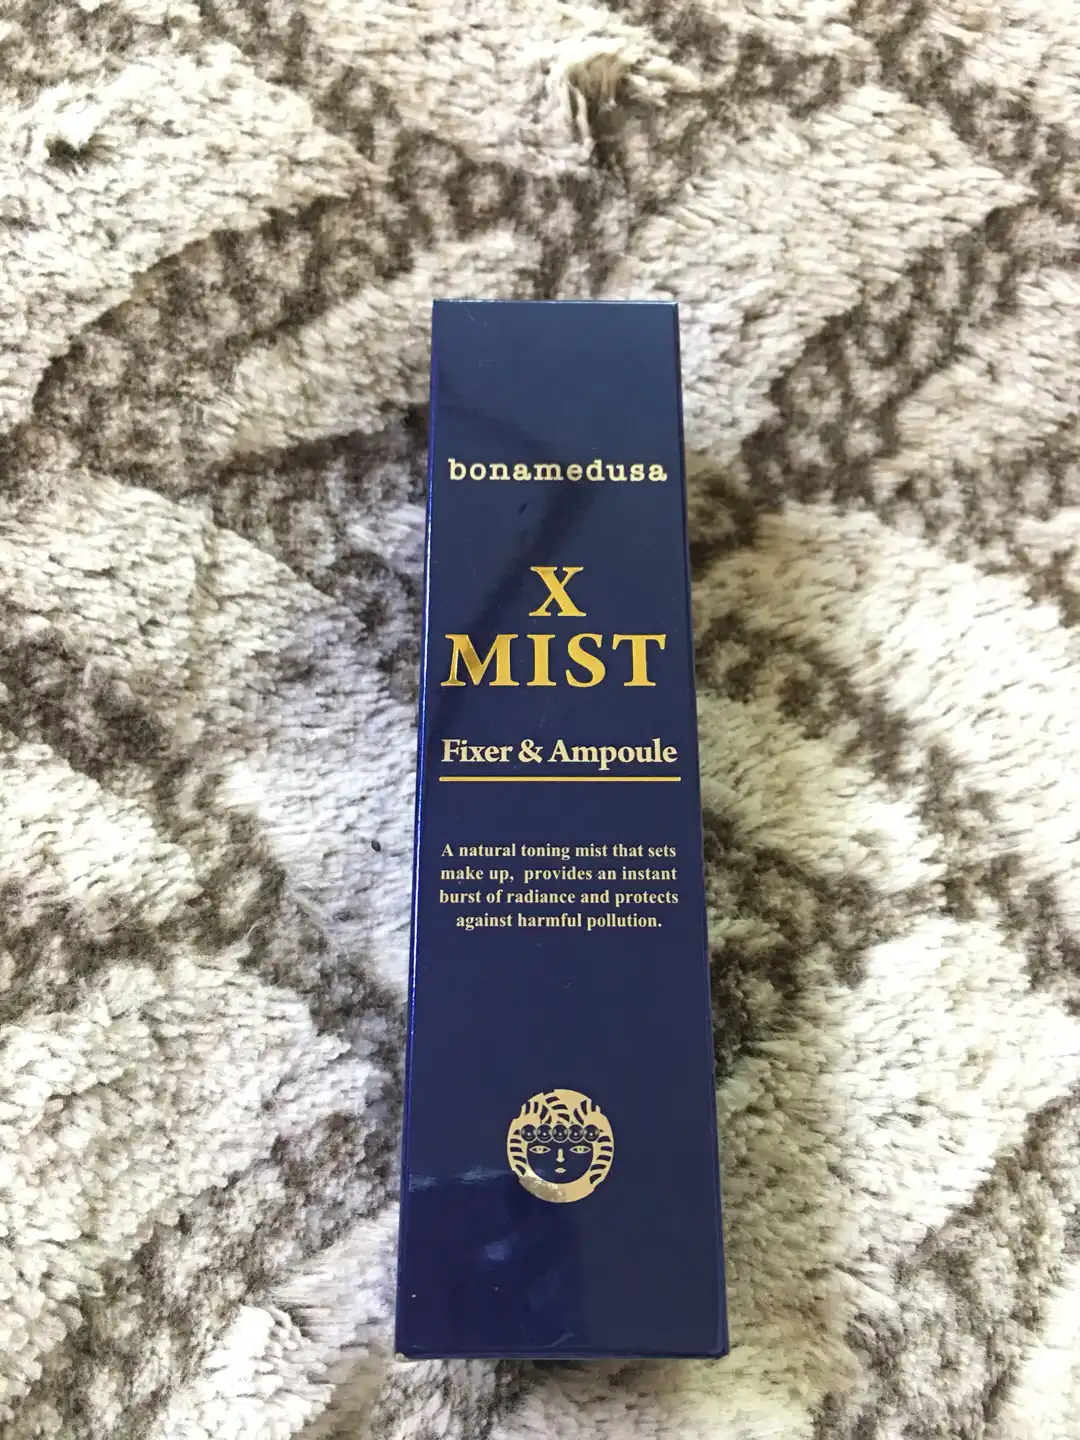 bonamedusa
X
MIST
Fixer & Ampoule
A natural toning mist that sets
make up, provides an instant
burst of radiance and protects
against harmful pollution.